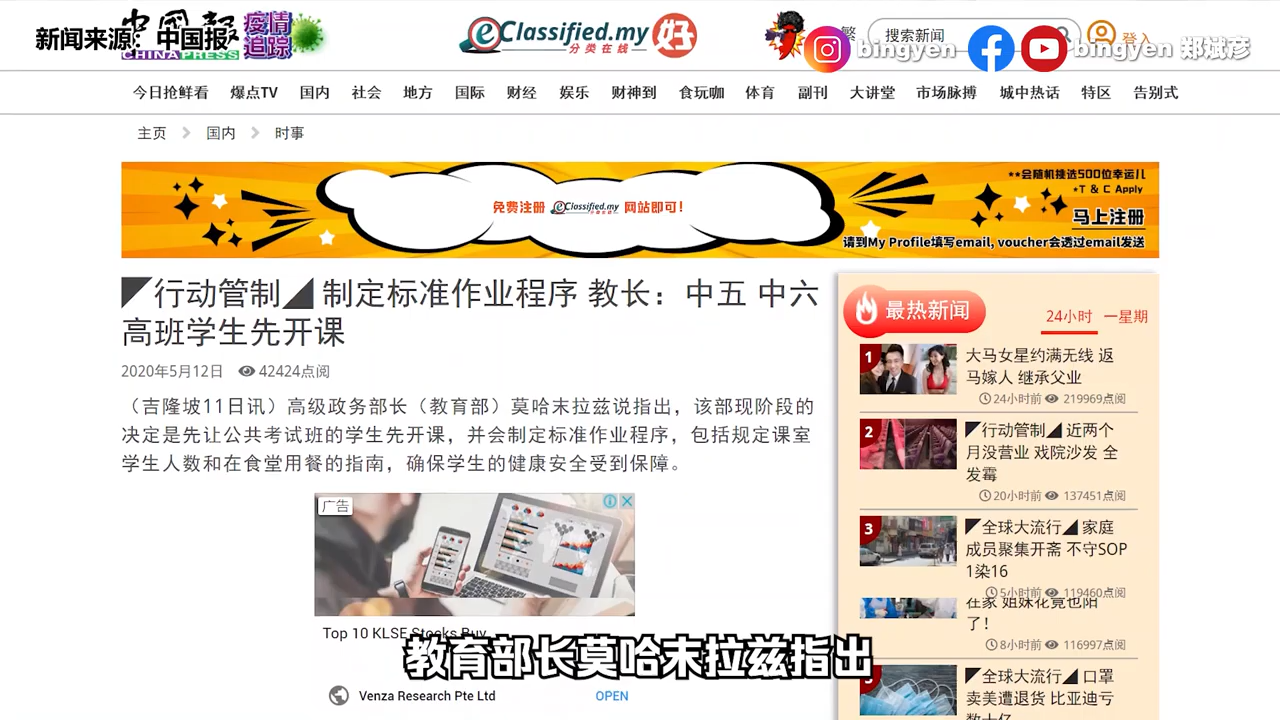 新闻来源：中国报
中国报
CHINA PRESS
疫情
追踪
eClassified.my
分类在线
好
繁
搜索新闻
登入
bingyen
bingyen 郑斌彦
今日抢鲜看 爆点TV 国内 社会 地方 国际 财经 娱乐 财神到 食玩咖 体育 副刊 大讲堂 市场脉搏 城中热话 特区 告别式
主页 国内 时事
免费注册 eClassified.my 网站即可！
**会随机挑选500位幸运儿
*T & C Apply
马上注册
请到My Profile填写email, voucher会透过email发送
◤行动管制◢ 制定标准作业程序 教长：中五 中六
高班学生先开课
2020年5月12日 42424点阅
（吉隆坡11日讯）高级政务部长（教育部）莫哈末拉兹说指出，该部现阶段的
决定是先让公共考试班的学生先开课，并会制定标准作业程序，包括规定课室
学生人数和在食堂用餐的指南，确保学生的健康安全受到保障。
广告
Top 10 KLSE Stocks Buy
Venza Research Pte Ltd OPEN
最热新闻
24小时 一星期
1
大马女星约满无线 返
马嫁人 继承父业
24小时前 219969点阅
2
◤行动管制◢ 近两个
月没营业 戏院沙发 全
发霉
20小时前 137451点阅
3
◤全球大流行◢ 家庭
成员聚集开斋 不守SOP
1染16
5小时前 119460点阅
在家 姐妹花竟也阳
了！
8小时前 116997点阅
5
◤全球大流行◢ 口罩
卖美遭退货 比亚迪亏
数十亿
教育部长莫哈末拉兹指出